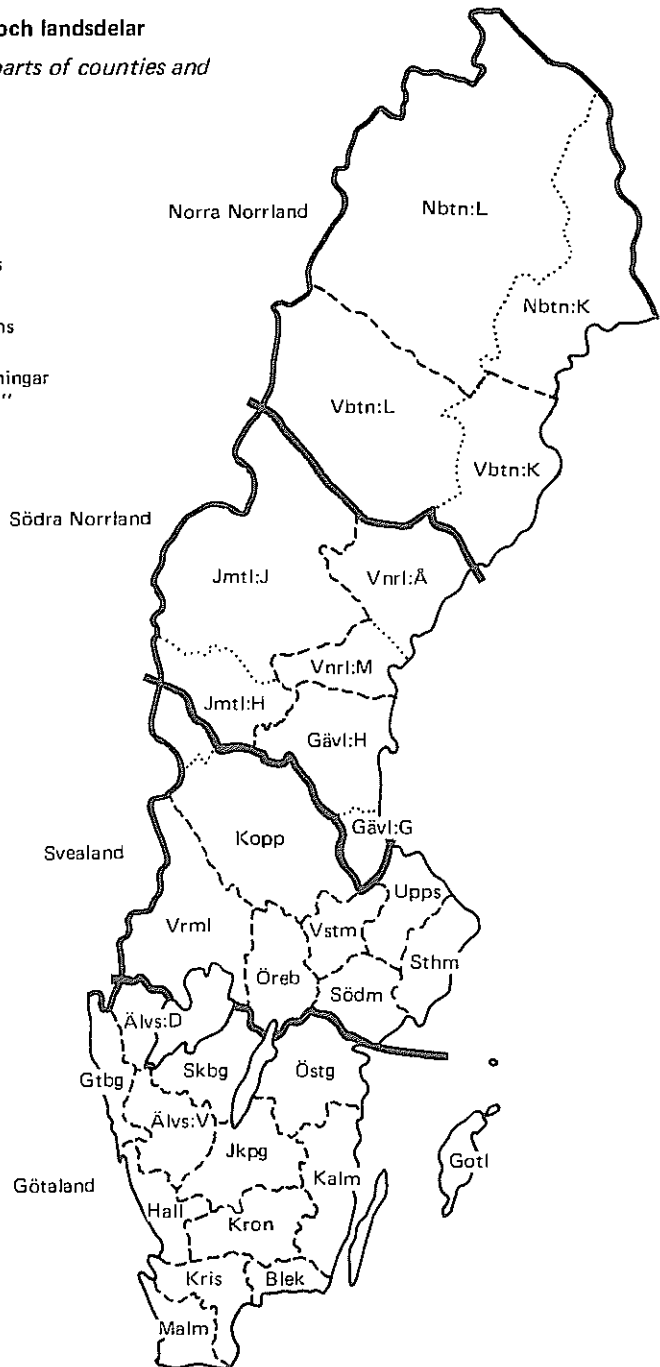 och landsdelar
parts of counties and
Norra Norrland
Nbtn:L
s
Nbtn:K
ns
ningar
"
Vbtn:L
Vbtn:K
Södra Norrland
Jmtl:J
Vnrl:Å
Vnrl:M
Jmtl:H
Gävl:H
Gävl:G
Kopp
Svealand
Upps
Vrml
Vstm
Sthm
Öreb
Södm
Älvs:D
Skbg
Östg
Gtbg
Älvs:V
Jkpg
Gotl
Kalm
Götaland
Hall
Kron
Kris
Blek
Malm